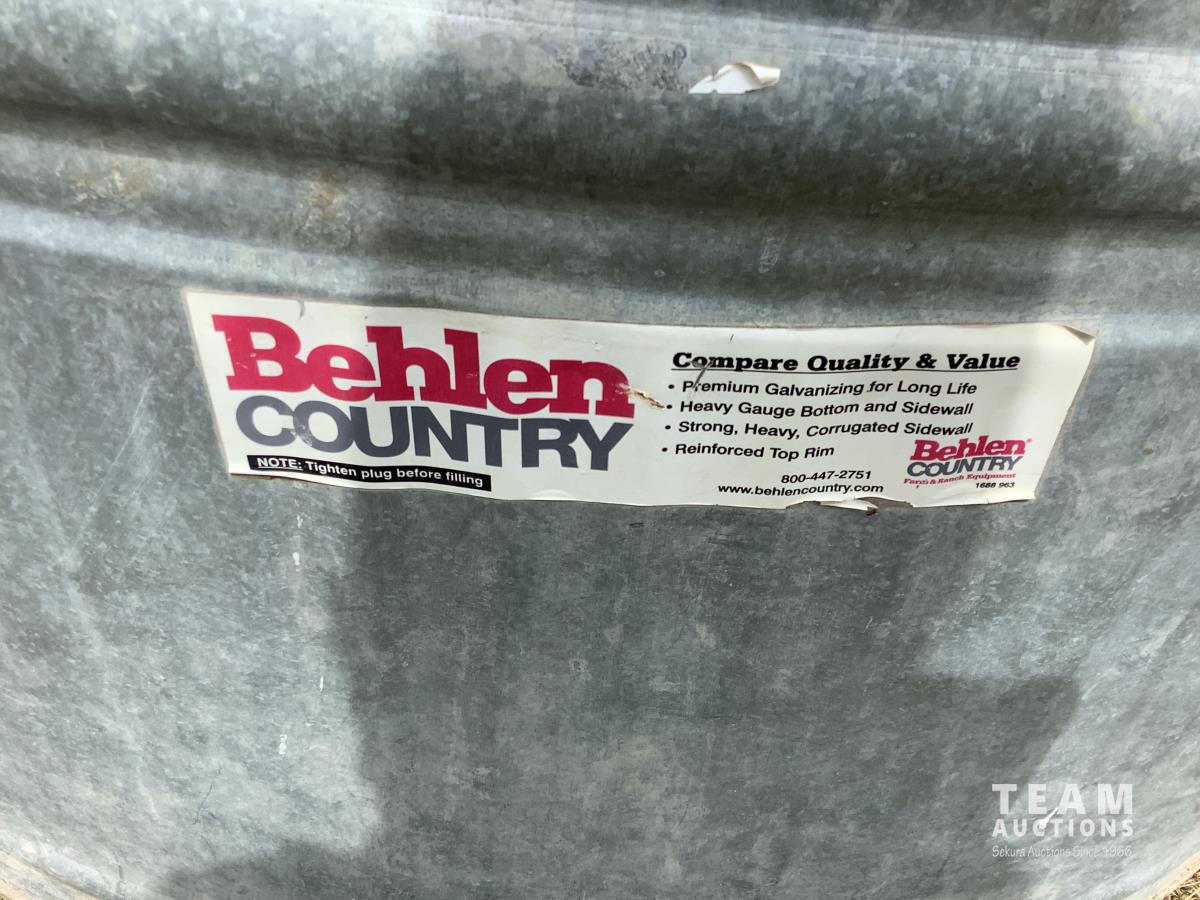 Behlen
COUNTRY
NOTE: Tighten plug before filling
Compare Quality & Value
• Premium Galvanizing for Long Life
• Heavy Gauge Bottom and Sidewall
• Strong, Heavy, Corrugated Sidewall
• Reinforced Top Rim
800-447-2751
www.behlencountry.com
Behlen®
COUNTRY
Farm & Ranch Equipment
1688 963
TEAM
AUCTIONS
Sekura Auctions Since 1966